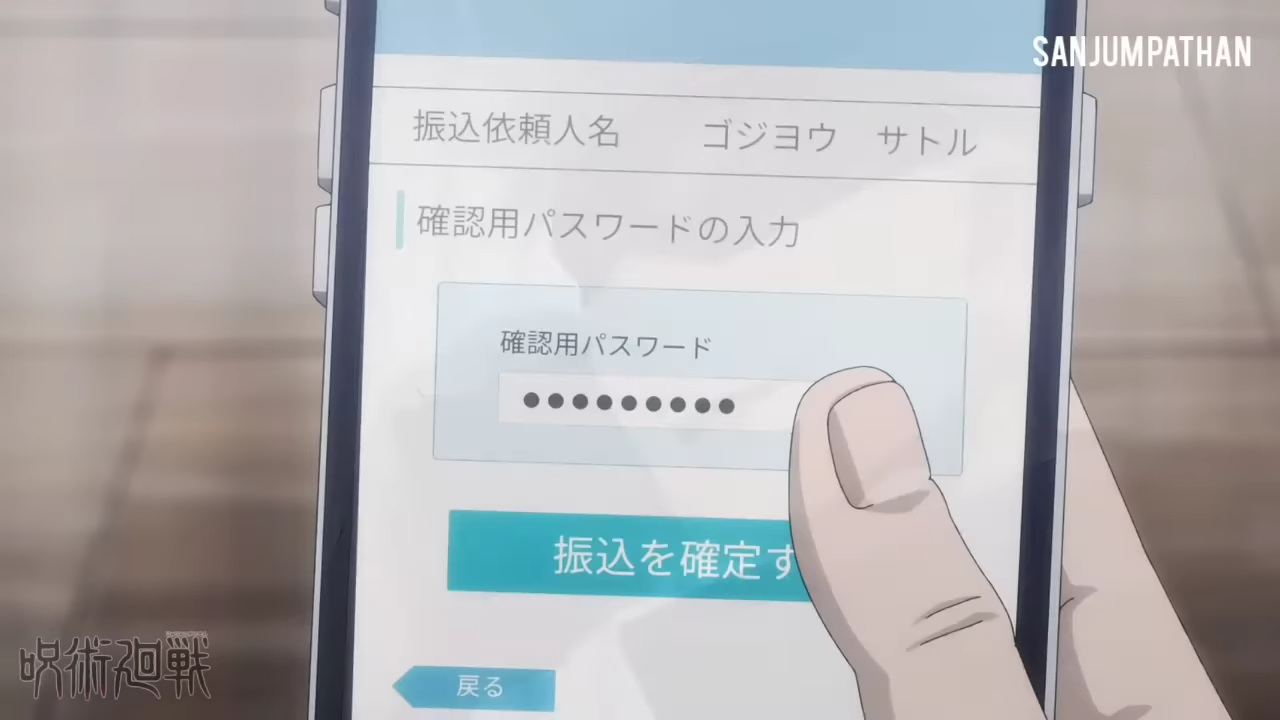 SANJUMPATHAN
振込依頼人名 ゴジヨウ サトル
確認用パスワードの入力
確認用パスワード
●●●●●●●●●
振込を確定す
戻る
呪術廻戦